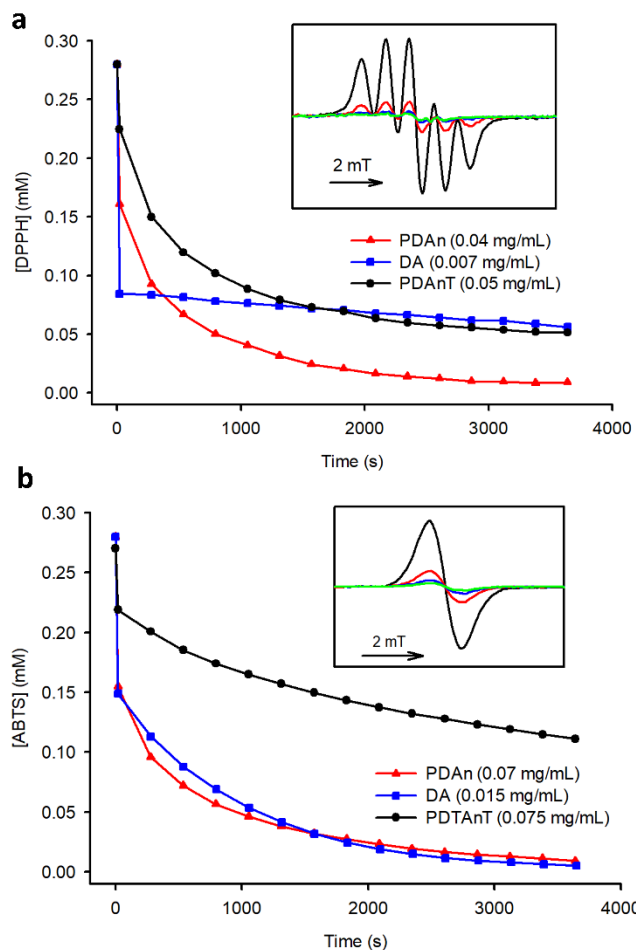 a
0.30
0.25
0.20
0.15
0.10
0.05
0.00
[DPPH] (mM)
2 mT
PDAn (0.04 mg/mL)
DA (0.007 mg/mL)
PDAnT (0.05 mg/mL)
0 1000 2000 3000 4000
Time (s)
b
0.30
0.25
0.20
0.15
0.10
0.05
0.00
[ABTS] (mM)
2 mT
PDAn (0.07 mg/mL)
DA (0.015 mg/mL)
PDTAnT (0.075 mg/mL)
0 1000 2000 3000 4000
Time (s)